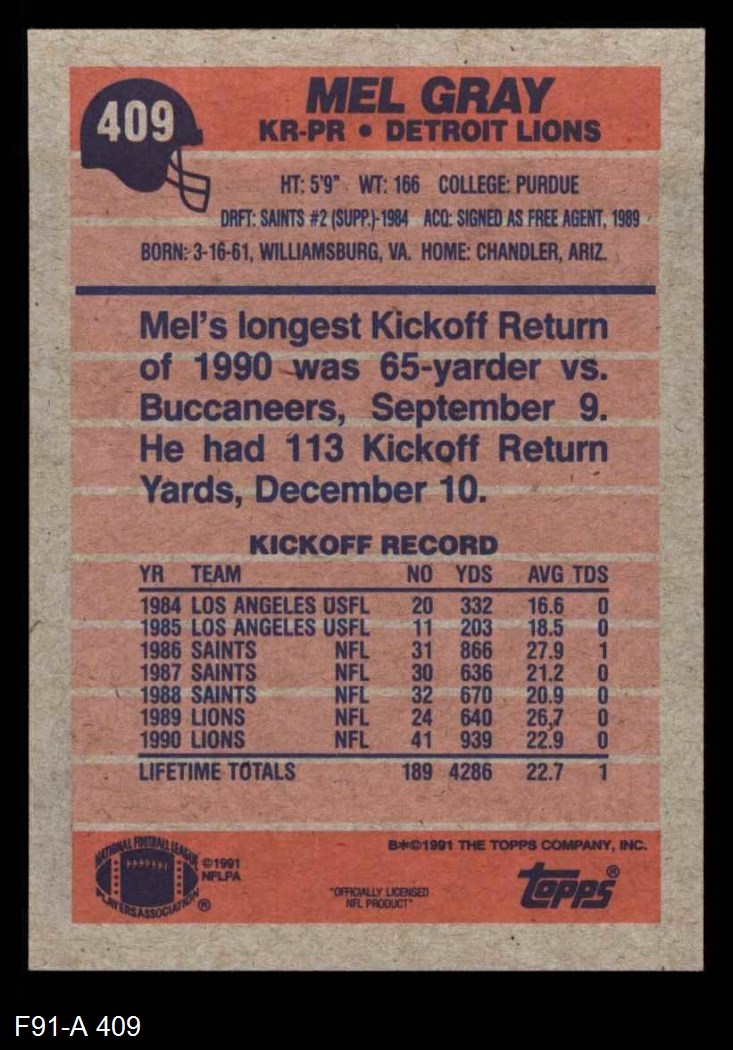 409
MEL GRAY
KR-PR • DETROIT LIONS
HT: 5'9" WT: 166 COLLEGE: PURDUE
DRFT: SAINTS #2 (SUPP.)-1984 ACQ: SIGNED AS FREE AGENT, 1989
BORN: 3-16-61, WILLIAMSBURG, VA. HOME: CHANDLER, ARIZ.
Mel's longest Kickoff Return
of 1990 was 65-yarder vs.
Buccaneers, September 9.
He had 113 Kickoff Return
Yards, December 10.
KICKOFF RECORD
YR TEAM NO YDS AVG TDS
1984 LOS ANGELES USFL 20 332 16.6 0
1985 LOS ANGELES USFL 11 203 18.5 0
1986 SAINTS NFL 31 866 27.9 1
1987 SAINTS NFL 30 636 21.2 0
1988 SAINTS NFL 32 670 20.9 0
1989 LIONS NFL 24 640 26,7 0
1990 LIONS NFL 41 939 22.9 0
LIFETIME TOTALS 189 4286 22.7 1
NATIONAL FOOTBALL LEAGUE
PLAYERS ASSOCIATION ®
©1991
NFLPA
B*©1991 THE TOPPS COMPANY, INC.
"OFFICIALLY LICENSED
NFL PRODUCT"
topps®
F91-A 409